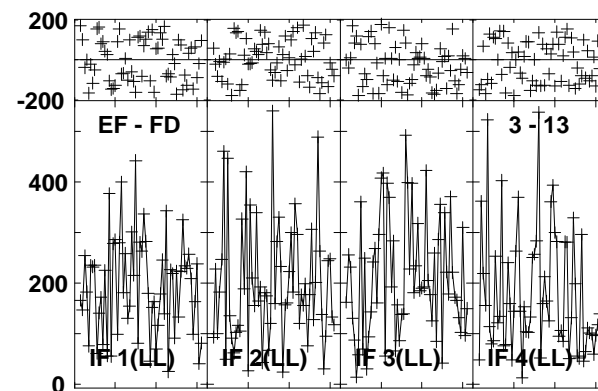 200
-200
EF - FD
3 - 13
400
200
IF 1(LL)
IF 2(LL)
IF 3(LL)
IF 4(LL)
0